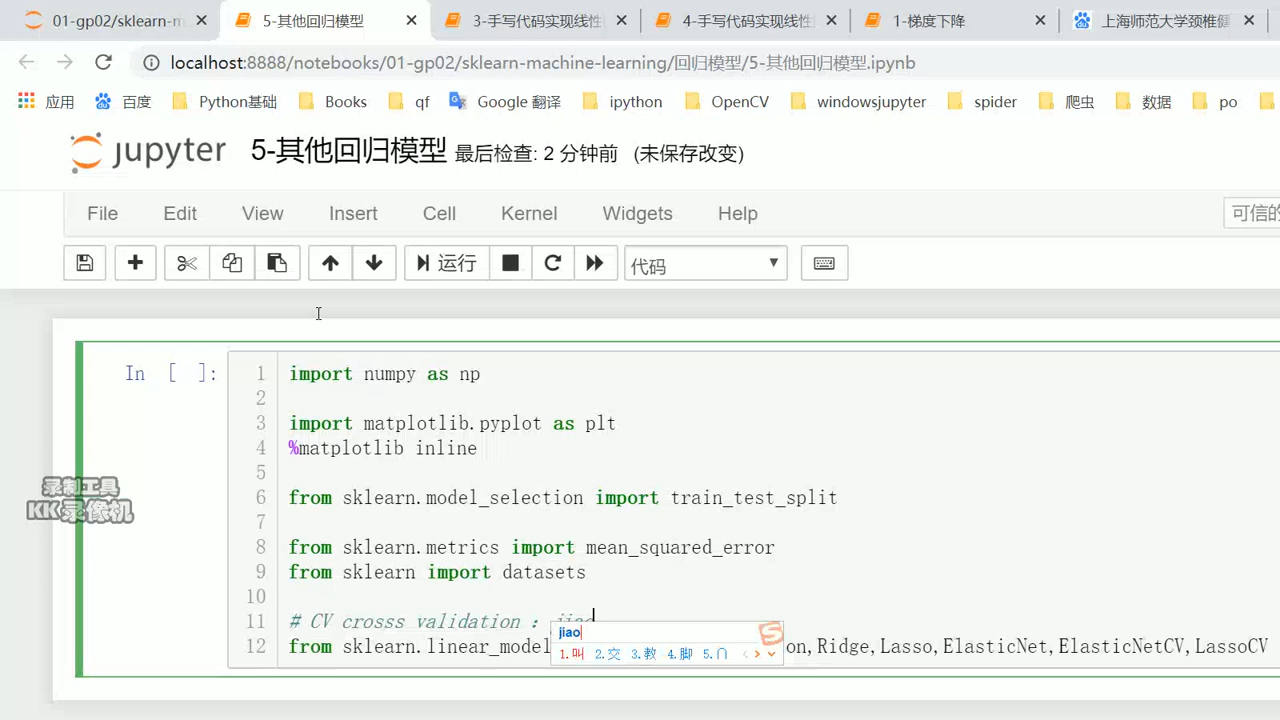 01-gp02/sklearn-m
5-其他回归模型
3-手写代码实现线性
4-手写代码实现线性
1-梯度下降
上海师范大学颈椎健
localhost:8888/notebooks/01-gp02/sklearn-machine-learning/回归模型/5-其他回归模型.ipynb
应用 百度 Python基础 Books qf Google 翻译 ipython OpenCV windowsjupyter spider 爬虫 数据 po
jupyter 5-其他回归模型 最后检查: 2 分钟前 (未保存改变)
File Edit View Insert Cell Kernel Widgets Help 可信的
运行 代码
In [ ]:
1 import numpy as np
2
3 import matplotlib.pyplot as plt
4 %matplotlib inline
5
6 from sklearn.model_selection import train_test_split
7
8 from sklearn.metrics import mean_squared_error
9 from sklearn import datasets
10
11 # CV crosss validation : jiao
12 from sklearn.linear_model on,Ridge,Lasso,ElasticNet,ElasticNetCV,LassoCV
jiao
1.叫 2.交 3.教 4.脚 5.∩
录制工具
KK录像机